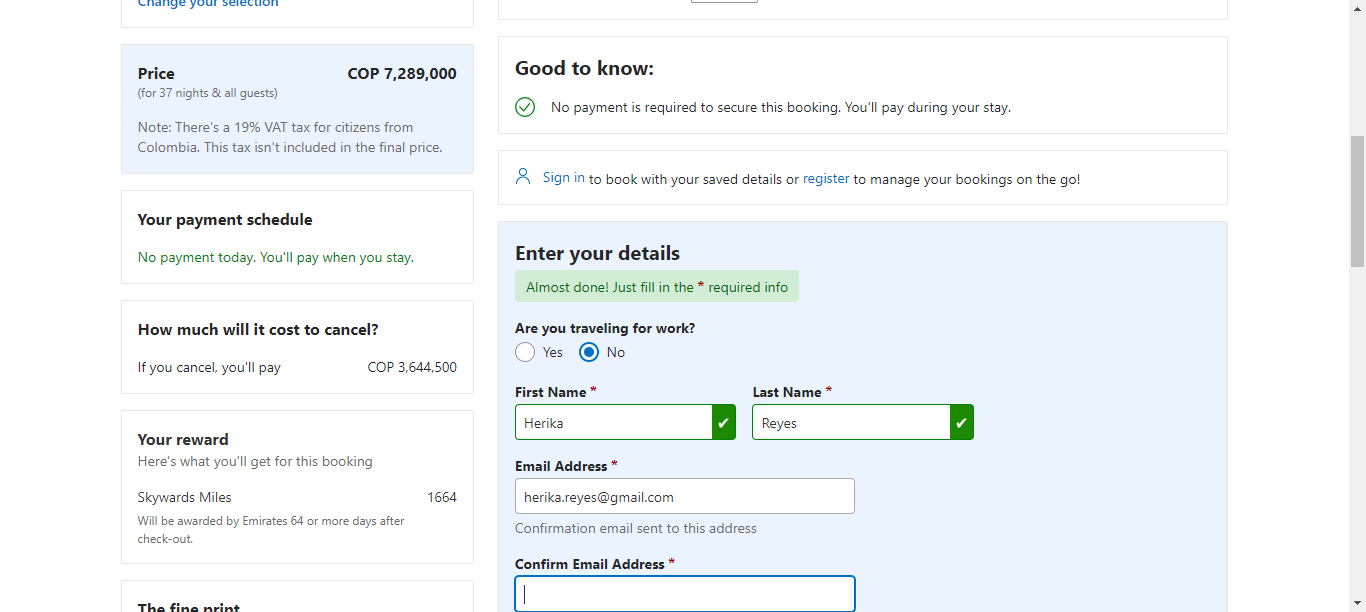 Change your selection
Price COP 7,289,000
(for 37 nights & all guests)
Note: There's a 19% VAT tax for citizens from
Colombia. This tax isn't included in the final price.
Your payment schedule
No payment today. You'll pay when you stay.
How much will it cost to cancel?
If you cancel, you'll pay COP 3,644,500
Your reward
Here's what you'll get for this booking
Skywards Miles 1664
Will be awarded by Emirates 64 or more days after
check-out.
The fine print
Good to know:
No payment is required to secure this booking. You'll pay during your stay.
Sign in to book with your saved details or register to manage your bookings on the go!
Enter your details
Almost done! Just fill in the * required info
Are you traveling for work?
Yes No
First Name * Last Name *
Herika Reyes
Email Address *
herika.reyes@gmail.com
Confirmation email sent to this address
Confirm Email Address *